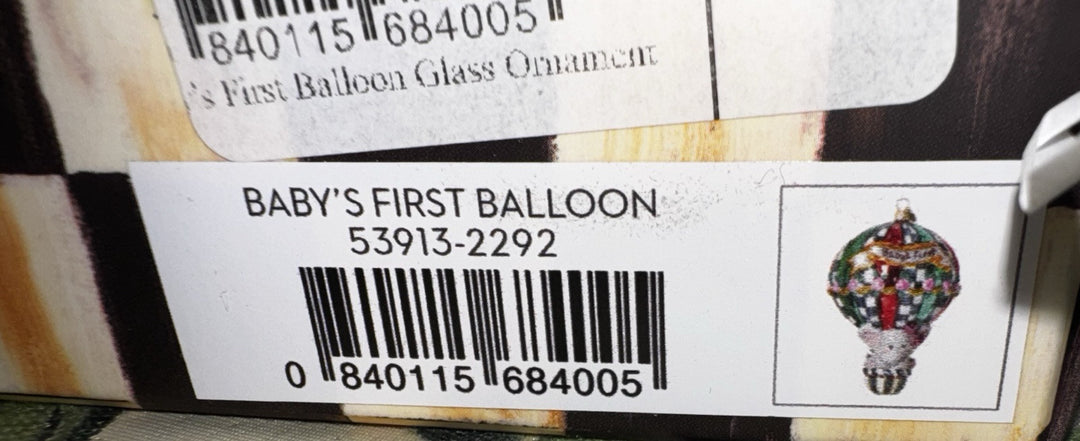 840115 684005
's First Balloon Glass Ornament
BABY'S FIRST BALLOON
53913-2292
0 840115 684005